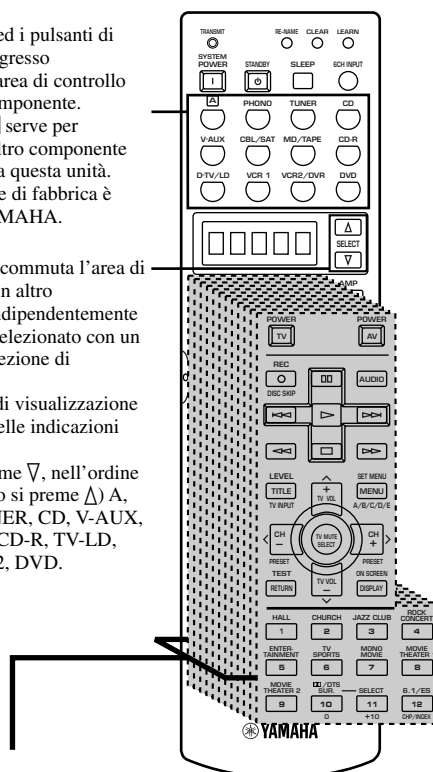 ed i pulsanti di
gresso
area di controllo
mponente.
serve per
ltro componente
a questa unità.
e di fabbrica è
MAHA.
commuta l'area di
n altro
dipendentemente
elezionato con un
ezione di
di visualizzazione
elle indicazioni
me ▽, nell'ordine
o si preme △) A,
NER, CD, V-AUX,
CD-R, TV-LD,
2, DVD.
TRANSMIT RE-NAME CLEAR LEARN
SYSTEM
POWER STANDBY SLEEP 6CH INPUT
A PHONO TUNER CD
V-AUX CBL/SAT MD/TAPE CD-R
D-TV/LD VCR 1 VCR2/DVR DVD
SELECT
AMP
POWER POWER
TV AV
REC
DISC SKIP AUDIO
LEVEL SET MENU
TITLE + MENU
TV INPUT TV VOL A/B/C/D/E
CH – TV MUTE CH +
SELECT
PRESET PRESET
TEST TV VOL ON SCREEN
RETURN – DISPLAY
HALL CHURCH JAZZ CLUB ROCK CONCERT
1 2 3 4
ENTER-TAINMENT TV SPORTS MONO MOVIE MOVIE THEATER
5 6 7 8
MOVIE THEATER 2 /DTS SUR. SELECT 6.1/ES
9 10 11 12
0 +10 CHP/INDEX
YAMAHA